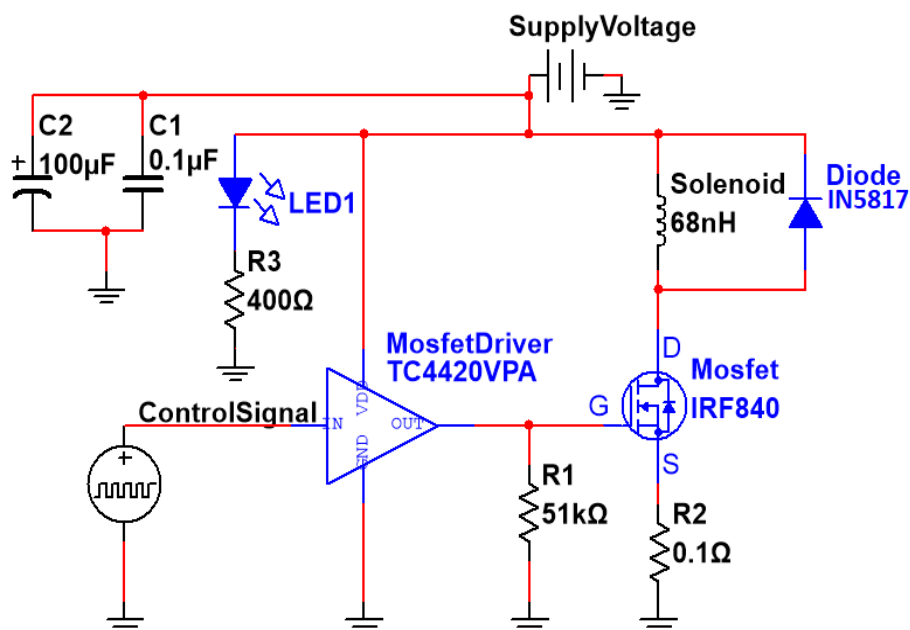 SupplyVoltage
C2
100µF
C1
0.1µF
LED1
Solenoid
68nH
Diode
IN5817
R3
400Ω
MosfetDriver
TC4420VPA
D
Mosfet
IRF840
G
S
ControlSignal
IN
VDD
OUT
GND
R1
51kΩ
R2
0.1Ω
+
+